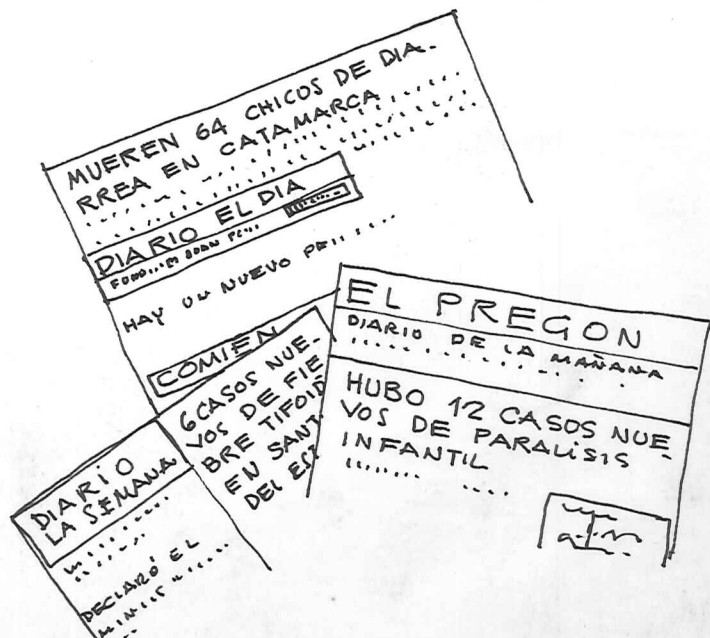 MUEREN 64 CHICOS DE DIA-
RREA EN CATAMARCA
DIARIO EL DIA
HAY UN NUEVO
COMIEN
EL PREGON
DIARIO DE LA MAÑANA
HUBO 12 CASOS NUE-
VOS DE PARALISIS
INFANTIL
6 CASOS NUE-
VOS DE FIE
BRE TIFOID
EN SANT
DEL EST
DIARIO
LA SEMANA
DECLARÓ EL
MINIS